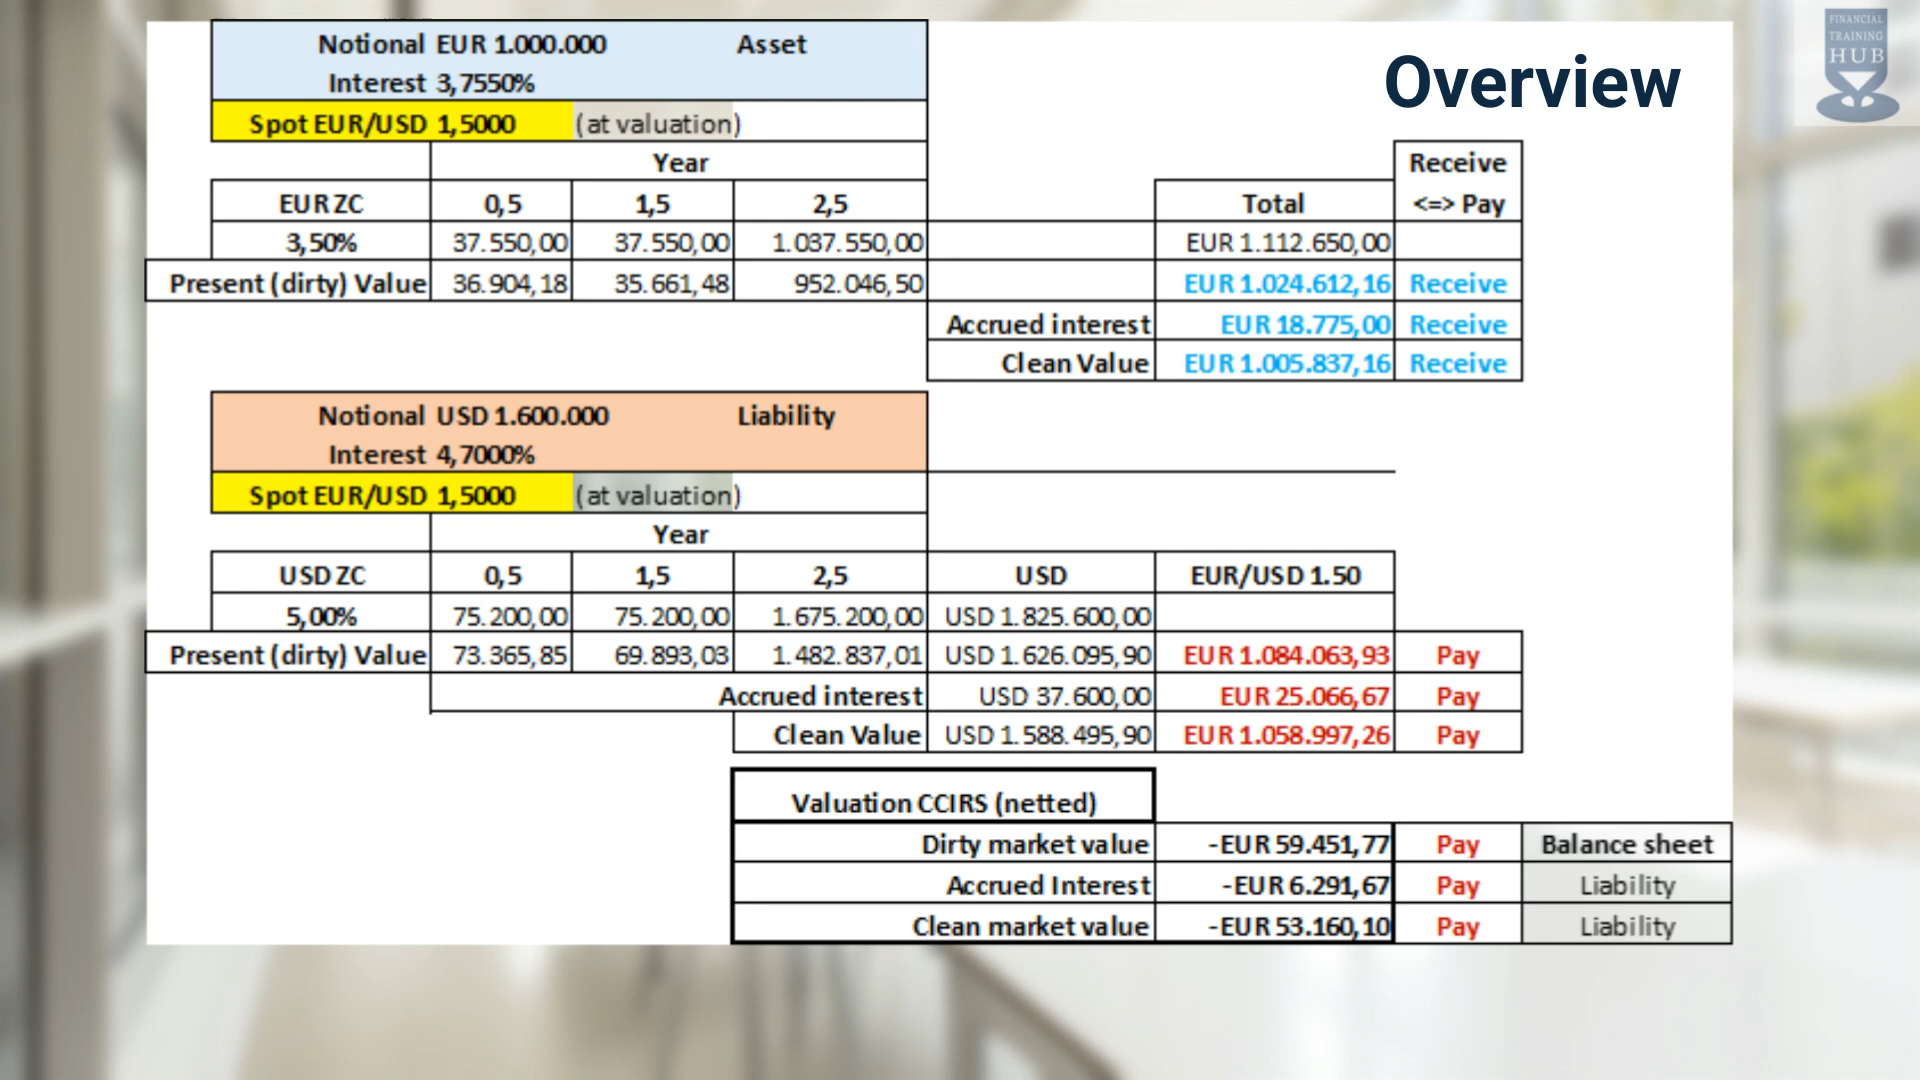 FINANCIAL
TRAINING
HUB
Overview
Notional EUR 1.000.000 Asset
Interest 3,7550%
Spot EUR/USD 1,5000 (at valuation)
Year Receive
EUR ZC 0,5 1,5 2,5 Total <=> Pay
3,50% 37.550,00 37.550,00 1.037.550,00 EUR 1.112.650,00
Present (dirty) Value 36.904,18 35.661,48 952.046,50 EUR 1.024.612,16 Receive
Accrued interest EUR 18.775,00 Receive
Clean Value EUR 1.005.837,16 Receive
Notional USD 1.600.000 Liability
Interest 4,7000%
Spot EUR/USD 1,5000 (at valuation)
Year
USD ZC 0,5 1,5 2,5 USD EUR/USD 1.50
5,00% 75.200,00 75.200,00 1.675.200,00 USD 1.825.600,00
Present (dirty) Value 73.365,85 69.893,03 1.482.837,01 USD 1.626.095,90 EUR 1.084.063,93 Pay
Accrued interest USD 37.600,00 EUR 25.066,67 Pay
Clean Value USD 1.588.495,90 EUR 1.058.997,26 Pay
Valuation CCIRS (netted)
Dirty market value -EUR 59.451,77 Pay Balance sheet
Accrued Interest -EUR 6.291,67 Pay Liability
Clean market value -EUR 53.160,10 Pay Liability